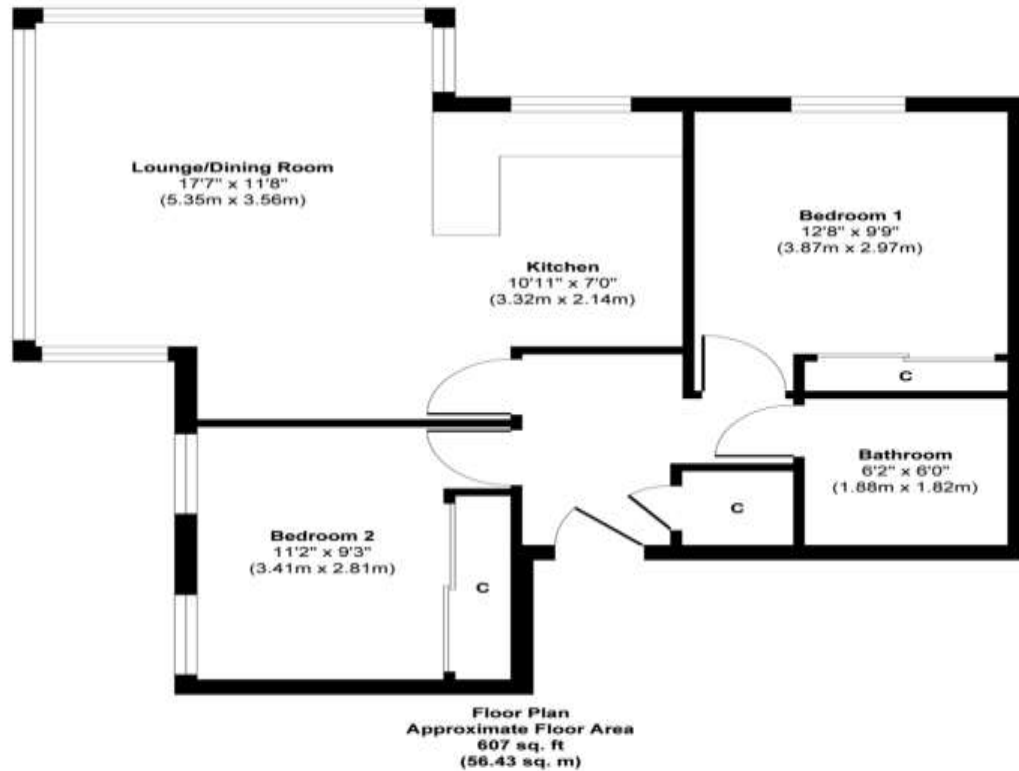 Lounge/Dining Room
17'7" x 11'8"
(5.35m x 3.56m)
Kitchen
10'11" x 7'0"
(3.32m x 2.14m)
Bedroom 1
12'8" x 9'9"
(3.87m x 2.97m)
C
Bathroom
6'2" x 6'0"
(1.88m x 1.82m)
C
Bedroom 2
11'2" x 9'3"
(3.41m x 2.81m)
C
Floor Plan
Approximate Floor Area
607 sq. ft
(56.43 sq. m)